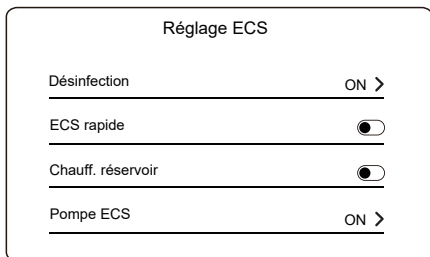 Réglage ECS
Désinfection ON
ECS rapide
Chauff. réservoir
Pompe ECS ON